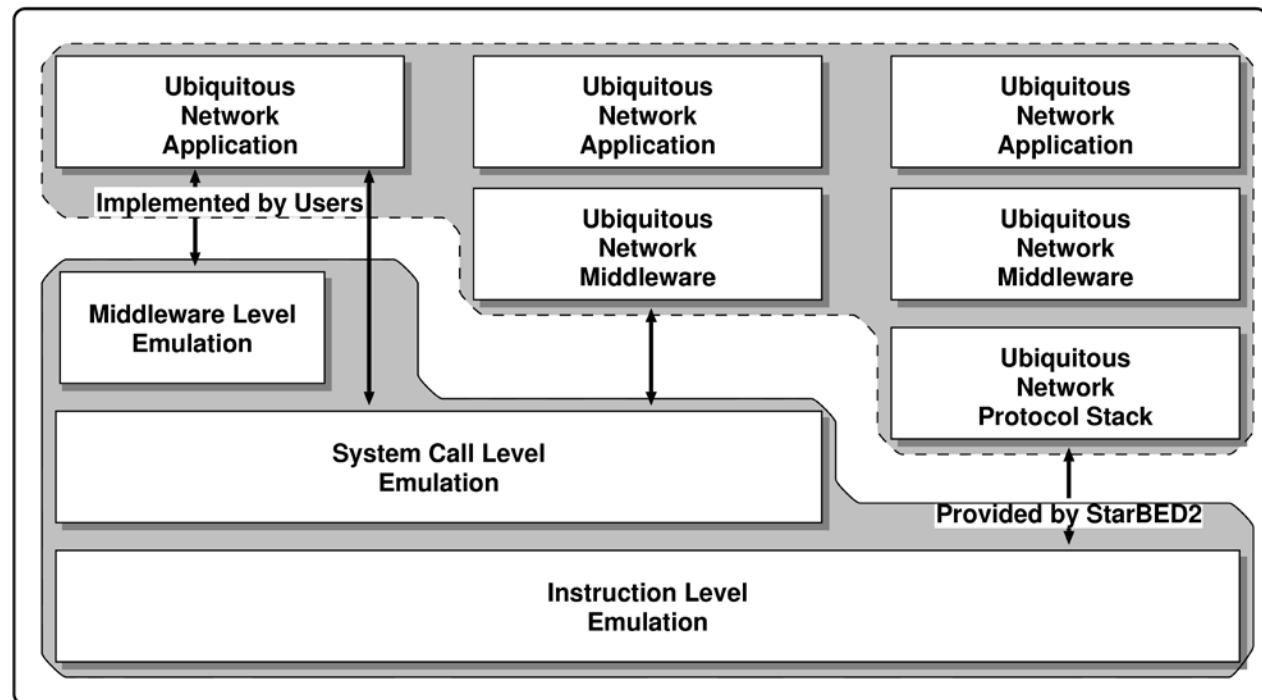 Ubiquitous
Network
Application
Ubiquitous
Network
Application
Ubiquitous
Network
Application
Implemented by Users
Ubiquitous
Network
Middleware
Ubiquitous
Network
Middleware
Middleware Level
Emulation
Ubiquitous
Network
Protocol Stack
System Call Level
Emulation
Provided by StarBED2
Instruction Level
Emulation